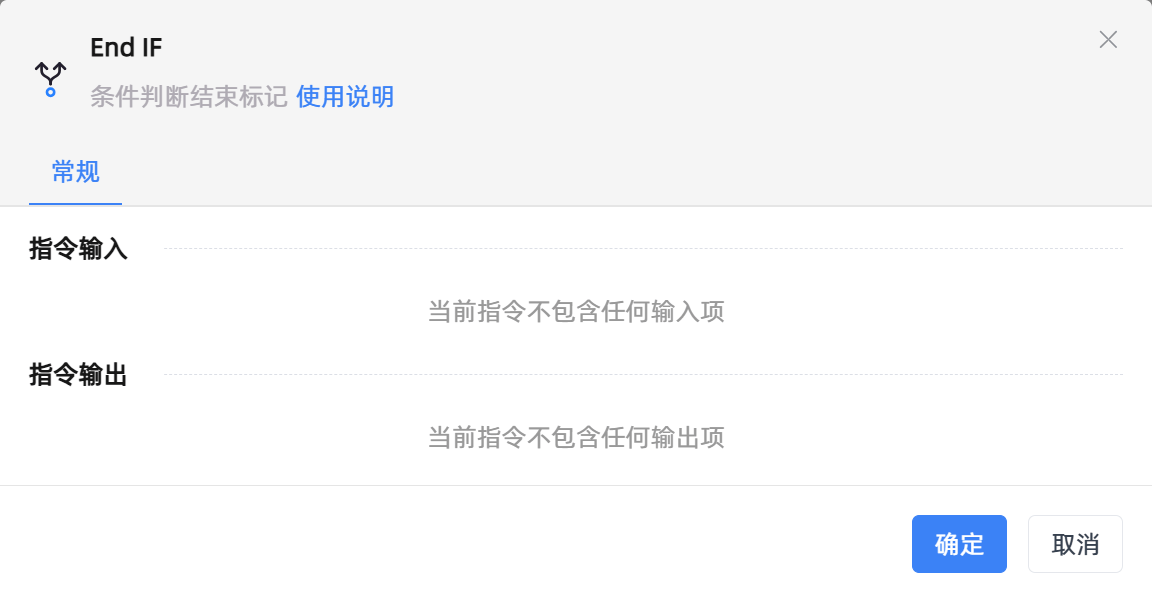 End IF
条件判断结束标记 使用说明
常规
指令输入
当前指令不包含任何输入项
指令输出
当前指令不包含任何输出项
确定 取消